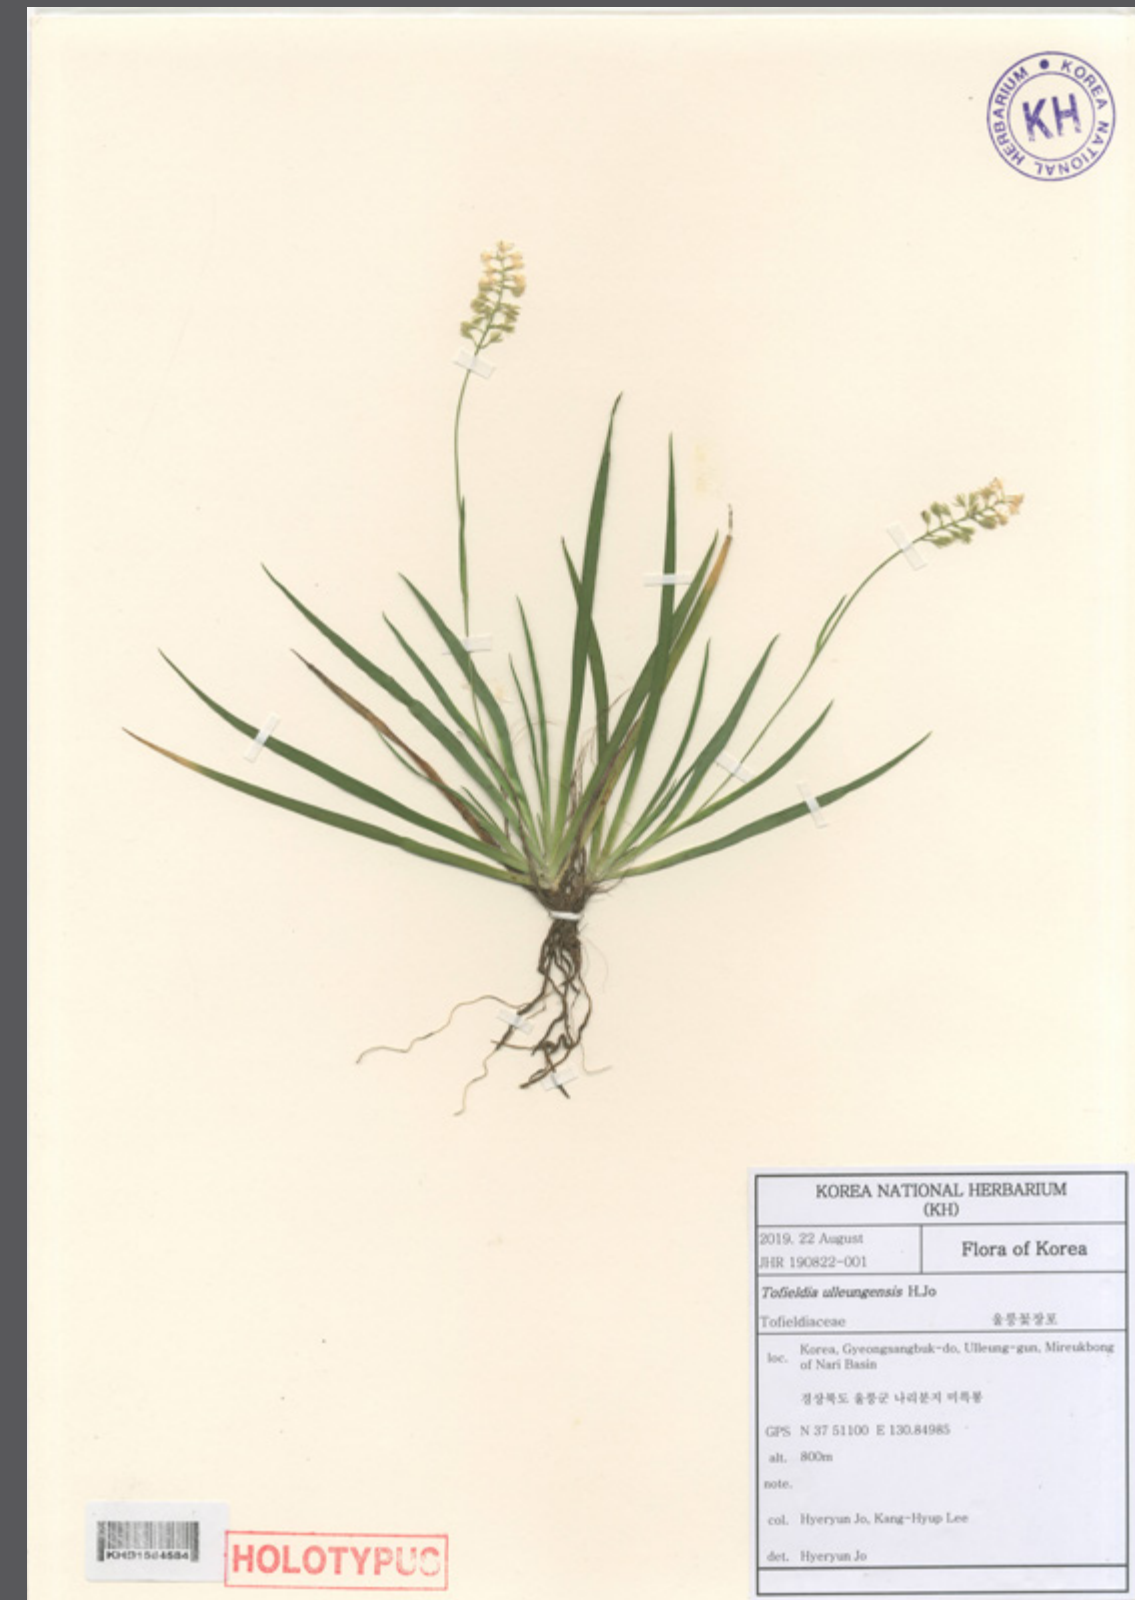 KOREA NATIONAL HERBARIUM
KH
KOREA NATIONAL HERBARIUM
(KH)
2019. 22 August
JHR 190822-001
Flora of Korea
Tofieldia ulleungensis H.Jo
Tofieldiaceae 울릉꽃장포
loc. Korea, Gyeongsangbuk-do, Ulleung-gun, Mireukbong
of Nari Basin
경상북도 울릉군 나리분지 미륵봉
GPS N 37 51100 E 130.84985
alt. 800m
note.
col. Hyeryun Jo, Kang-Hyup Lee
det. Hyeryun Jo
HOLOTYPUS